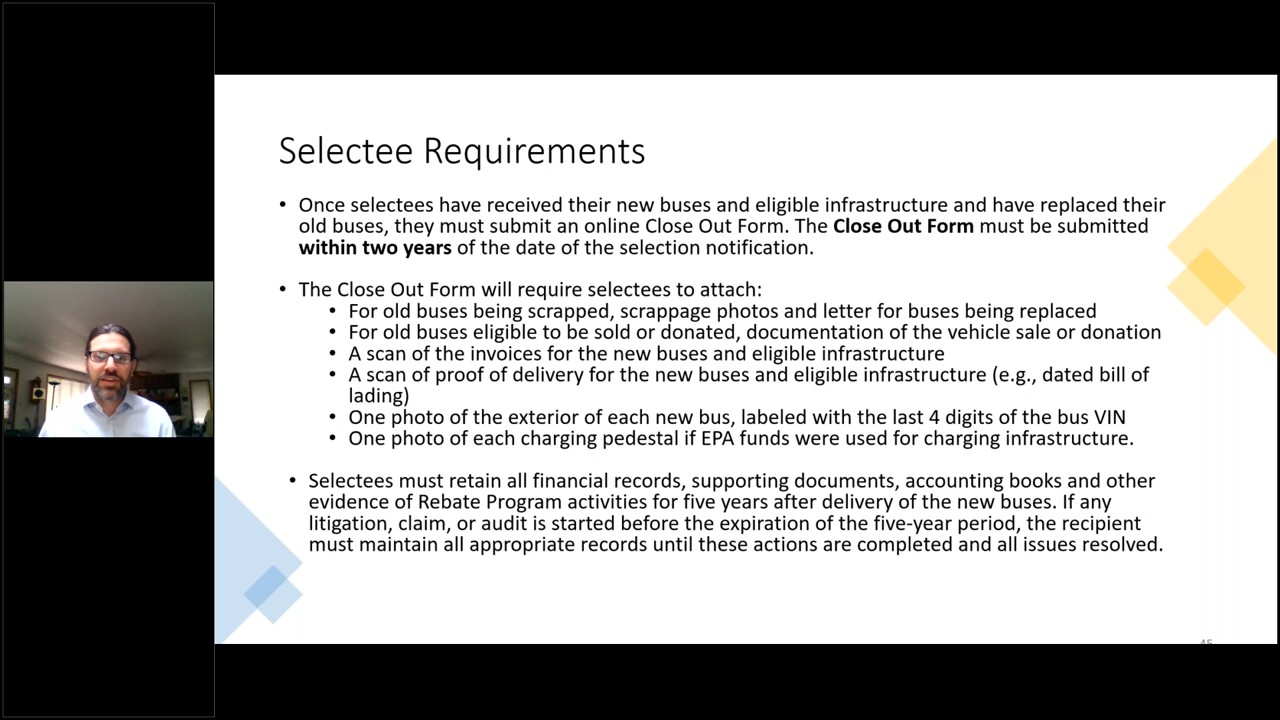 Selectee Requirements
• Once selectees have received their new buses and eligible infrastructure and have replaced their
old buses, they must submit an online Close Out Form. The Close Out Form must be submitted
within two years of the date of the selection notification.
• The Close Out Form will require selectees to attach:
• For old buses being scrapped, scrappage photos and letter for buses being replaced
• For old buses eligible to be sold or donated, documentation of the vehicle sale or donation
• A scan of the invoices for the new buses and eligible infrastructure
• A scan of proof of delivery for the new buses and eligible infrastructure (e.g., dated bill of
lading)
• One photo of the exterior of each new bus, labeled with the last 4 digits of the bus VIN
• One photo of each charging pedestal if EPA funds were used for charging infrastructure.
• Selectees must retain all financial records, supporting documents, accounting books and other
evidence of Rebate Program activities for five years after delivery of the new buses. If any
litigation, claim, or audit is started before the expiration of the five-year period, the recipient
must maintain all appropriate records until these actions are completed and all issues resolved.
45